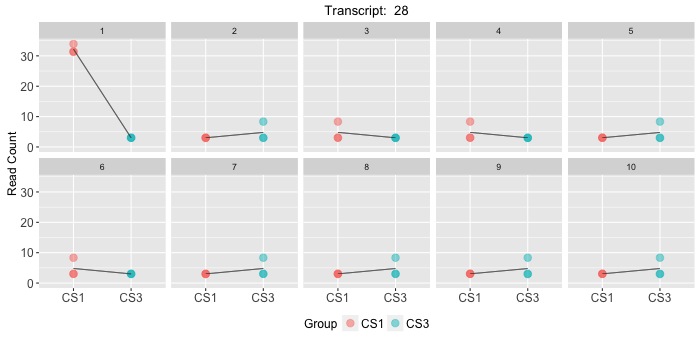 Transcript: 28
1 2 3 4 5
30
20
10
0
Read Count
6 7 8 9 10
30
20
10
0
CS1 CS3 CS1 CS3 CS1 CS3 CS1 CS3 CS1 CS3
Group CS1 CS3